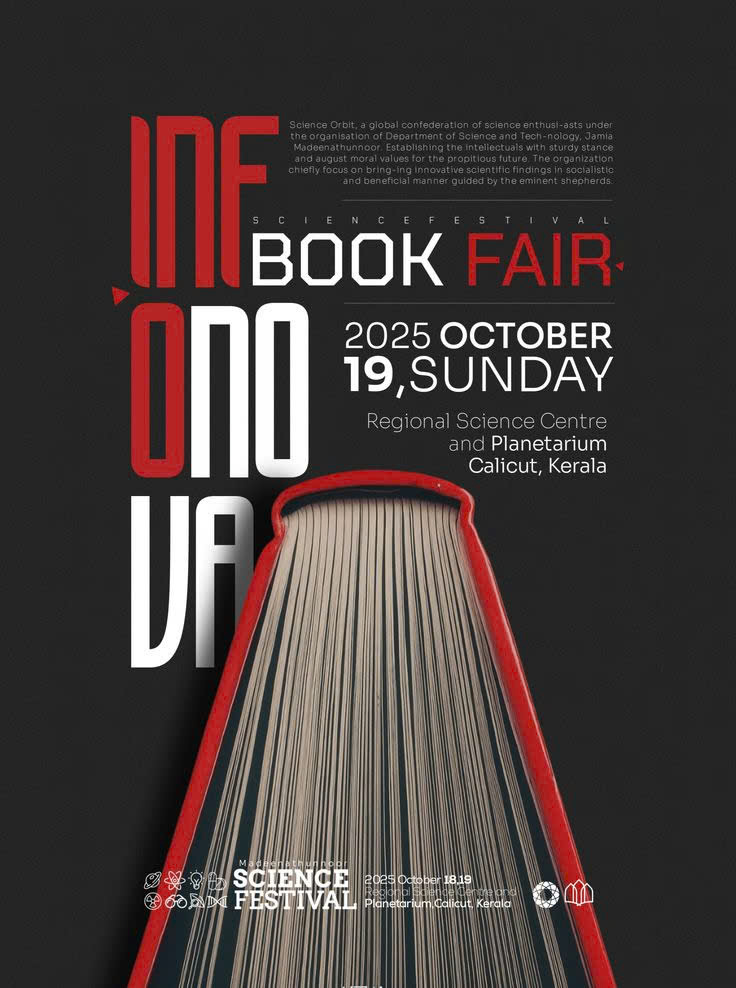 INF
ONO
VA
Science Orbit, a global confederation of science enthusi-asts under
the organisation of Department of Science and Tech-nology, Jamia
Madeenathunnoor. Establishing the intellectuals with sturdy stance
and august moral values for the propitious future. The organization
chiefly focus on bring-ing innovative scientific findings in socialistic
and beneficial manner guided by the eminent shepherds.
SCIENCEFESTIVAL
BOOK FAIR
2025 OCTOBER
19,SUNDAY
Regional Science Centre
and Planetarium
Calicut, Kerala
Madeenathunnoor
SCIENCE
FESTIVAL
2025 October 18,19
Regional Science Centre and
Planetarium,Calicut, Kerala